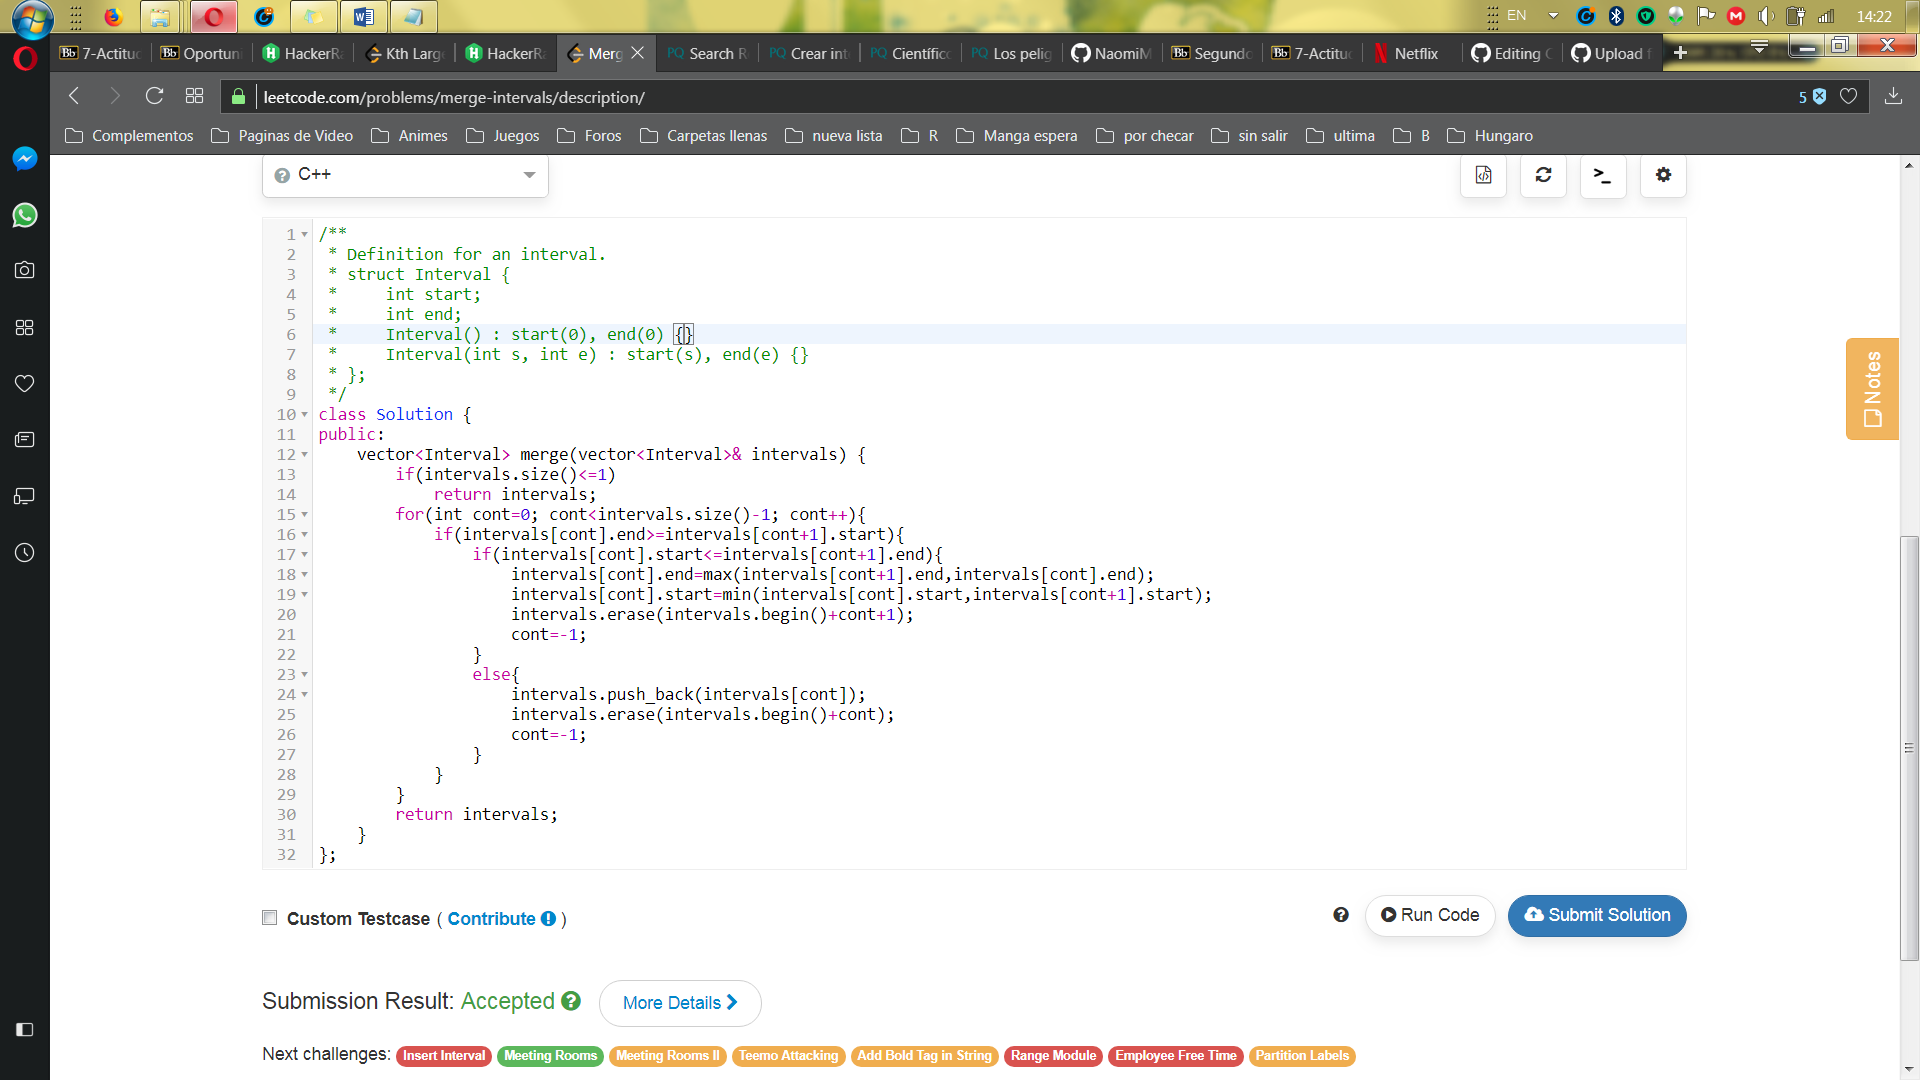 EN 14:22
7-Actituc Oportuni HackerRa Kth Larg HackerRa Merg Search R Crear int Científico Los pelig NaomiM Segundo 7-Actituc Netflix Editing Upload f
leetcode.com/problems/merge-intervals/description/ 5
Complementos Paginas de Video Animes Juegos Foros Carpetas llenas nueva lista R Manga espera por checar sin salir ultima B Hungaro
C++
1 /**
2 * Definition for an interval.
3 * struct Interval {
4 *     int start;
5 *     int end;
6 *     Interval() : start(0), end(0) {}
7 *     Interval(int s, int e) : start(s), end(e) {}
8 * };
9 */
10 class Solution {
11 public:
12     vector<Interval> merge(vector<Interval>& intervals) {
13         if(intervals.size()<=1)
14             return intervals;
15         for(int cont=0; cont<intervals.size()-1; cont++){
16             if(intervals[cont].end>=intervals[cont+1].start){
17                 if(intervals[cont].start<=intervals[cont+1].end){
18                     intervals[cont].end=max(intervals[cont+1].end,intervals[cont].end);
19                     intervals[cont].start=min(intervals[cont].start,intervals[cont+1].start);
20                     intervals.erase(intervals.begin()+cont+1);
21                     cont=-1;
22                 }
23                 else{
24                     intervals.push_back(intervals[cont]);
25                     intervals.erase(intervals.begin()+cont);
26                     cont=-1;
27                 }
28             }
29         }
30         return intervals;
31     }
32 };
Notes
Custom Testcase ( Contribute )
Run Code
Submit Solution
Submission Result: Accepted More Details
Next challenges: Insert Interval Meeting Rooms Meeting Rooms II Teemo Attacking Add Bold Tag in String Range Module Employee Free Time Partition Labels